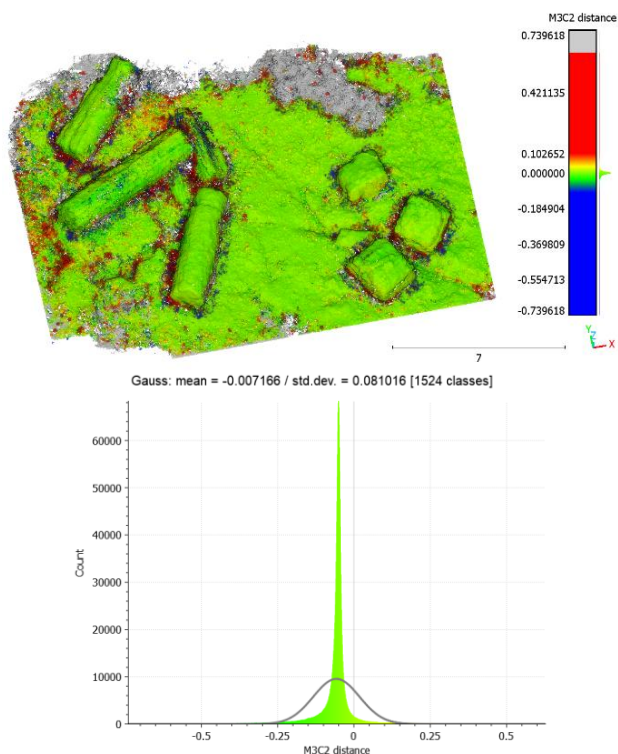 M3C2 distance
0.739618
0.421135
0.102652
0.000000
-0.184904
-0.369809
-0.554713
-0.739618
Y
Z
X
7
Gauss: mean = -0.007166 / std.dev. = 0.081016 [1524 classes]
60000
50000
40000
30000
20000
10000
0
Count
-0.5 -0.25 0 0.25 0.5
M3C2 distance